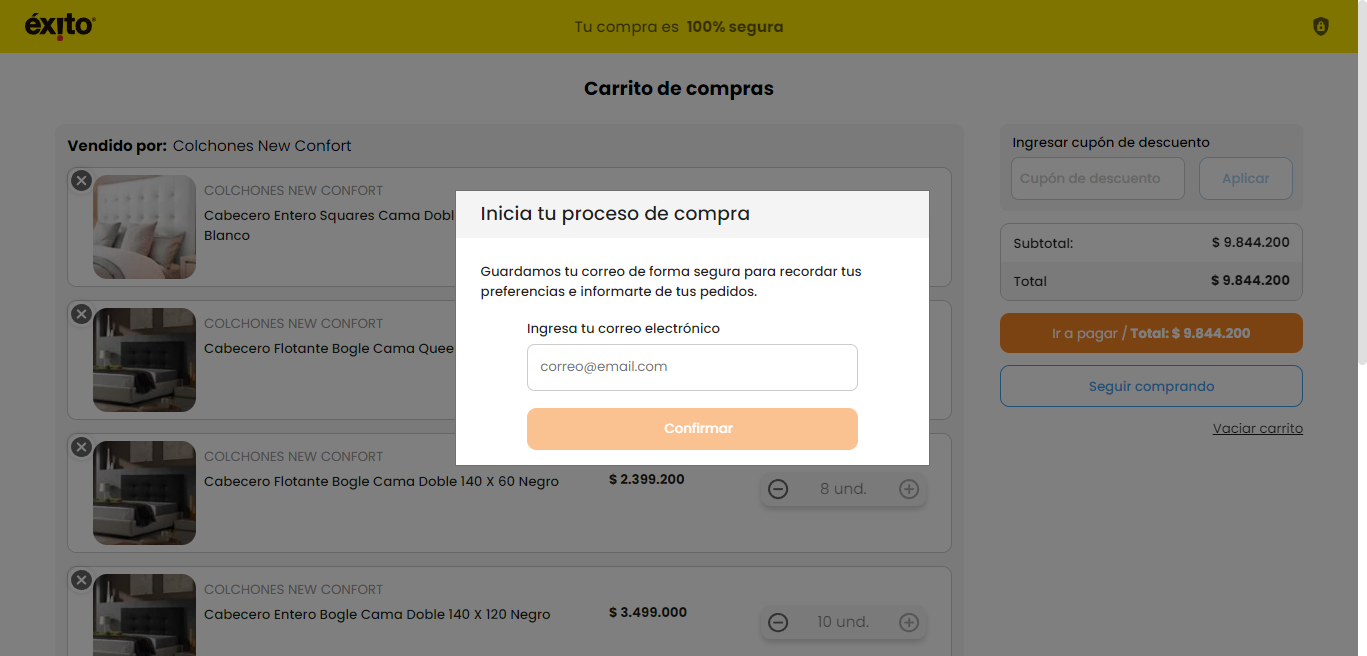 éxito
Tu compra es 100% segura
Carrito de compras
Vendido por: Colchones New Confort
COLCHONES NEW CONFORT
Cabecero Entero Squares Cama Dobl
Blanco
COLCHONES NEW CONFORT
Cabecero Flotante Bogle Cama Quee
COLCHONES NEW CONFORT
Cabecero Flotante Bogle Cama Doble 140 X 60 Negro
$ 2.399.200
8 und.
COLCHONES NEW CONFORT
Cabecero Entero Bogle Cama Doble 140 X 120 Negro
$ 3.499.000
10 und.
Inicia tu proceso de compra
Guardamos tu correo de forma segura para recordar tus
preferencias e informarte de tus pedidos.
Ingresa tu correo electrónico
correo@email.com
Confirmar
Ingresar cupón de descuento
Cupón de descuento
Aplicar
Subtotal: $ 9.844.200
Total $ 9.844.200
Ir a pagar / Total: $ 9.844.200
Seguir comprando
Vaciar carrito